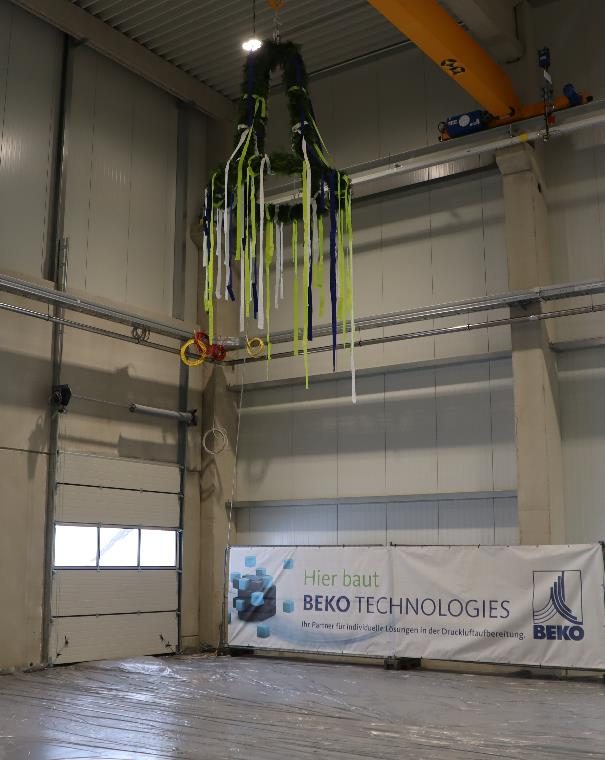 Hier baut
BEKO TECHNOLOGIES
Ihr Partner für individuelle Lösungen in der Druckluftaufbereitung.
BEKO